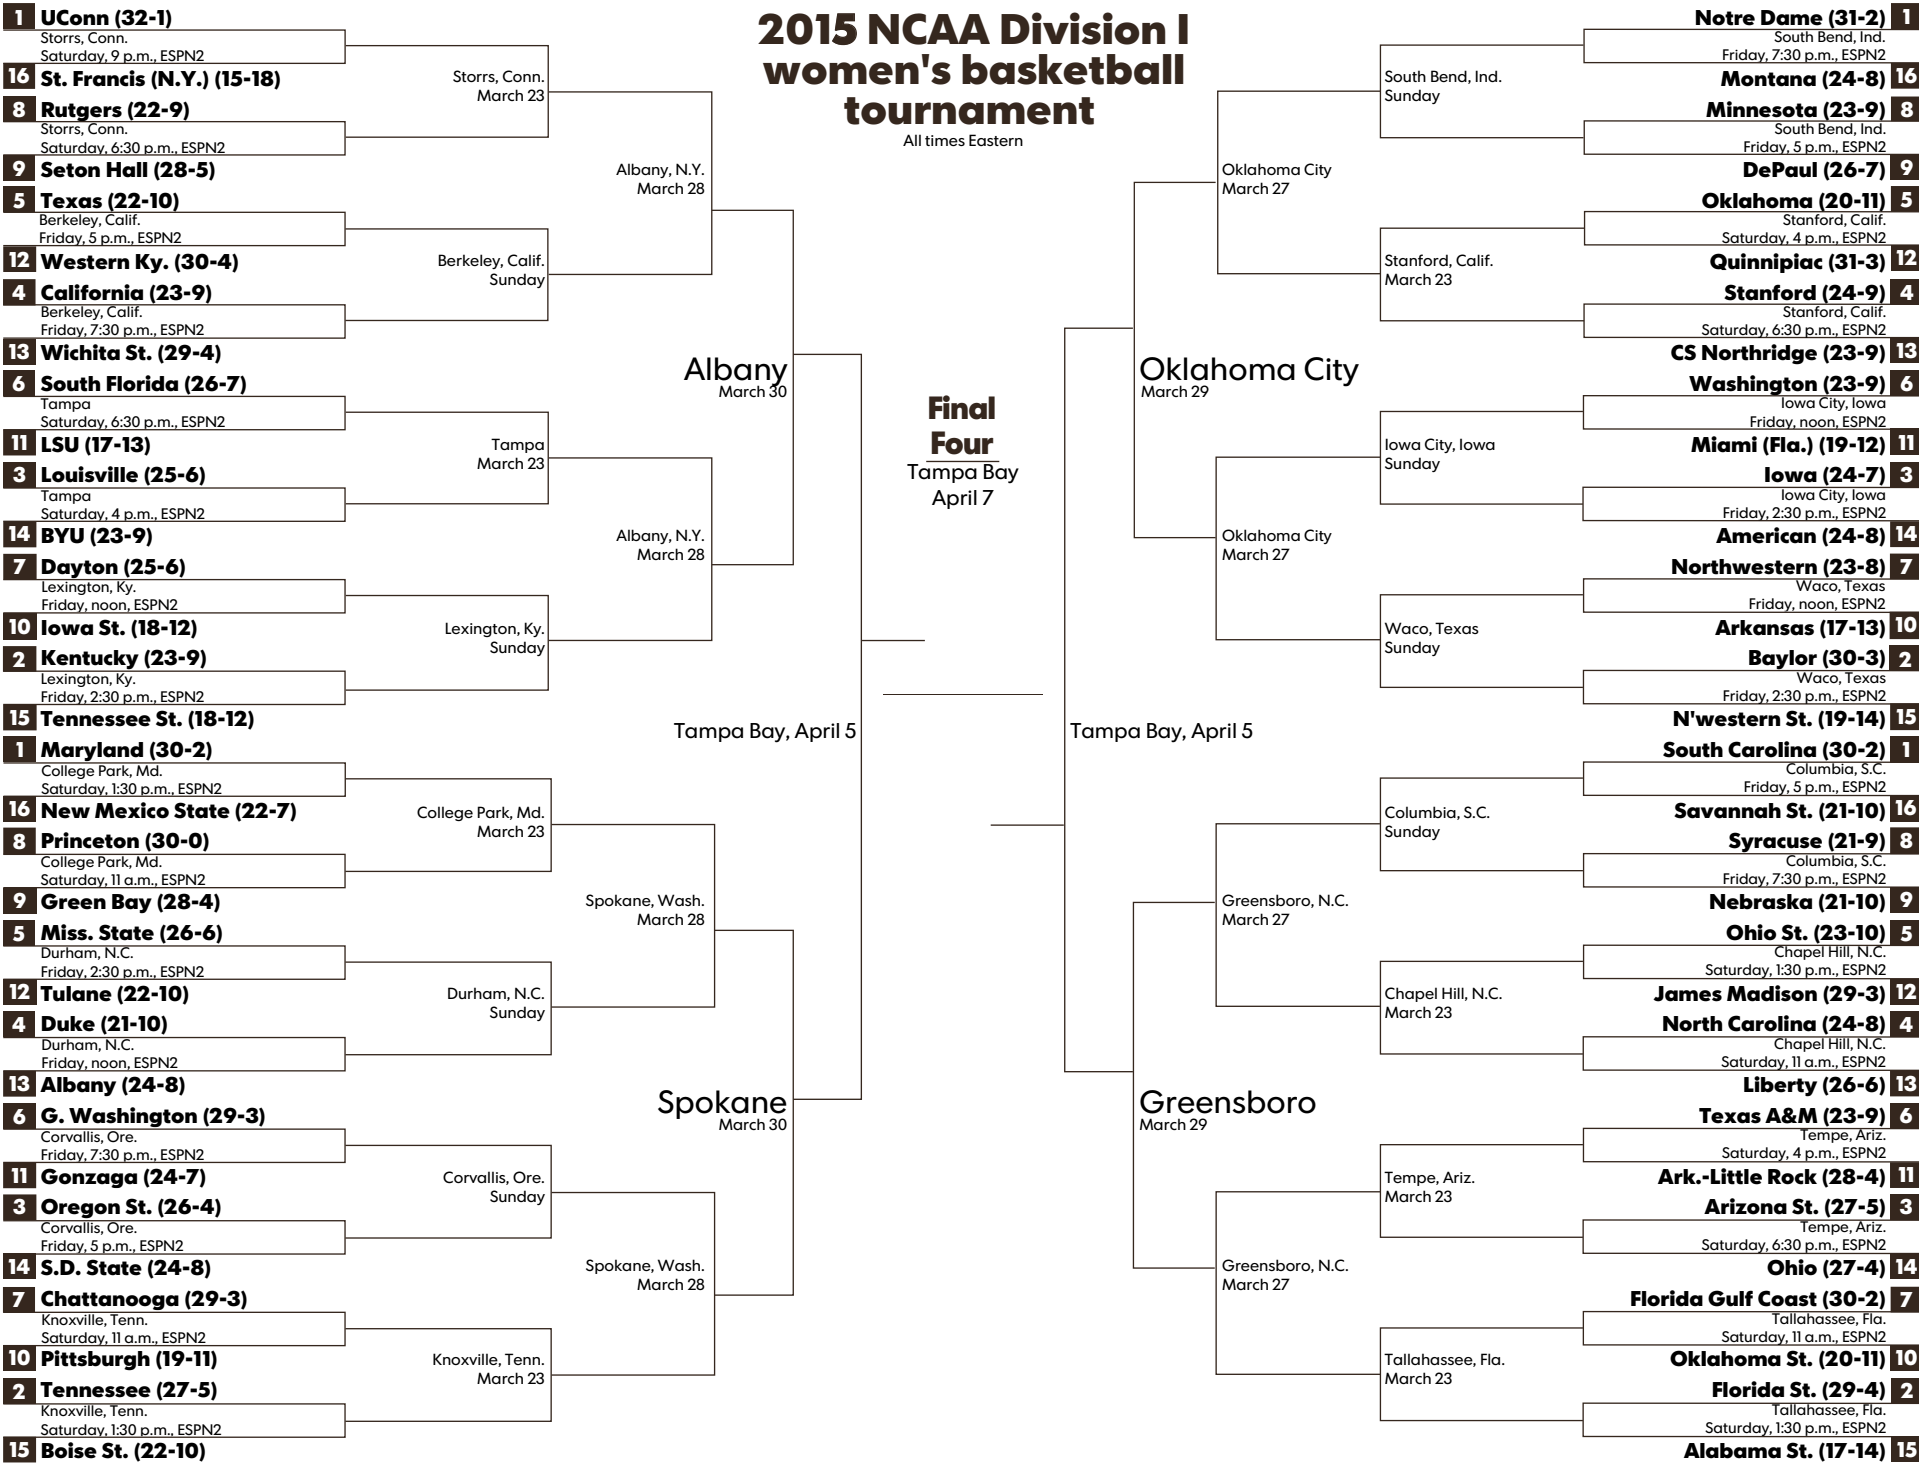 2015 NCAA Division I
women's basketball
tournament
All times Eastern
1 UConn (32-1)
Storrs, Conn.
Saturday, 9 p.m., ESPN2
16 St. Francis (N.Y.) (15-18)
8 Rutgers (22-9)
Storrs, Conn.
Saturday, 6:30 p.m., ESPN2
9 Seton Hall (28-5)
5 Texas (22-10)
Berkeley, Calif.
Friday, 5 p.m., ESPN2
12 Western Ky. (30-4)
4 California (23-9)
Berkeley, Calif.
Friday, 7:30 p.m., ESPN2
13 Wichita St. (29-4)
6 South Florida (26-7)
Tampa
Saturday, 6:30 p.m., ESPN2
11 LSU (17-13)
3 Louisville (25-6)
Tampa
Saturday, 4 p.m., ESPN2
14 BYU (23-9)
7 Dayton (25-6)
Lexington, Ky.
Friday, noon, ESPN2
10 Iowa St. (18-12)
2 Kentucky (23-9)
Lexington, Ky.
Friday, 2:30 p.m., ESPN2
15 Tennessee St. (18-12)
1 Maryland (30-2)
College Park, Md.
Saturday, 1:30 p.m., ESPN2
16 New Mexico State (22-7)
8 Princeton (30-0)
College Park, Md.
Saturday, 11 a.m., ESPN2
9 Green Bay (28-4)
5 Miss. State (26-6)
Durham, N.C.
Friday, 2:30 p.m., ESPN2
12 Tulane (22-10)
4 Duke (21-10)
Durham, N.C.
Friday, noon, ESPN2
13 Albany (24-8)
6 G. Washington (29-3)
Corvallis, Ore.
Friday, 7:30 p.m., ESPN2
11 Gonzaga (24-7)
3 Oregon St. (26-4)
Corvallis, Ore.
Friday, 5 p.m., ESPN2
14 S.D. State (24-8)
7 Chattanooga (29-3)
Knoxville, Tenn.
Saturday, 11 a.m., ESPN2
10 Pittsburgh (19-11)
2 Tennessee (27-5)
Knoxville, Tenn.
Saturday, 1:30 p.m., ESPN2
15 Boise St. (22-10)
Storrs, Conn.
March 23
Berkeley, Calif.
Sunday
Tampa
March 23
Lexington, Ky.
Sunday
College Park, Md.
March 23
Durham, N.C.
Sunday
Corvallis, Ore.
Sunday
Knoxville, Tenn.
March 23
Albany, N.Y.
March 28
Albany, N.Y.
March 28
Spokane, Wash.
March 28
Spokane, Wash.
March 28
Albany
March 30
Spokane
March 30
Tampa Bay, April 5
Final
Four
Tampa Bay
April 7
Tampa Bay, April 5
Oklahoma City
March 29
Greensboro
March 29
Oklahoma City
March 27
Oklahoma City
March 27
Greensboro, N.C.
March 27
Greensboro, N.C.
March 27
South Bend, Ind.
Sunday
Stanford, Calif.
March 23
Iowa City, Iowa
Sunday
Waco, Texas
Sunday
Columbia, S.C.
Sunday
Chapel Hill, N.C.
March 23
Tempe, Ariz.
March 23
Tallahassee, Fla.
March 23
Notre Dame (31-2) 1
South Bend, Ind.
Friday, 7:30 p.m., ESPN2
Montana (24-8) 16
Minnesota (23-9) 8
South Bend, Ind.
Friday, 5 p.m., ESPN2
DePaul (26-7) 9
Oklahoma (20-11) 5
Stanford, Calif.
Saturday, 4 p.m., ESPN2
Quinnipiac (31-3) 12
Stanford (24-9) 4
Stanford, Calif.
Saturday, 6:30 p.m., ESPN2
CS Northridge (23-9) 13
Washington (23-9) 6
Iowa City, Iowa
Friday, noon, ESPN2
Miami (Fla.) (19-12) 11
Iowa (24-7) 3
Iowa City, Iowa
Friday, 2:30 p.m., ESPN2
American (24-8) 14
Northwestern (23-8) 7
Waco, Texas
Friday, noon, ESPN2
Arkansas (17-13) 10
Baylor (30-3) 2
Waco, Texas
Friday, 2:30 p.m., ESPN2
N'western St. (19-14) 15
South Carolina (30-2) 1
Columbia, S.C.
Friday, 5 p.m., ESPN2
Savannah St. (21-10) 16
Syracuse (21-9) 8
Columbia, S.C.
Friday, 7:30 p.m., ESPN2
Nebraska (21-10) 9
Ohio St. (23-10) 5
Chapel Hill, N.C.
Saturday, 1:30 p.m., ESPN2
James Madison (29-3) 12
North Carolina (24-8) 4
Chapel Hill, N.C.
Saturday, 11 a.m., ESPN2
Liberty (26-6) 13
Texas A&M (23-9) 6
Tempe, Ariz.
Saturday, 4 p.m., ESPN2
Ark.-Little Rock (28-4) 11
Arizona St. (27-5) 3
Tempe, Ariz.
Saturday, 6:30 p.m., ESPN2
Ohio (27-4) 14
Florida Gulf Coast (30-2) 7
Tallahassee, Fla.
Saturday, 11 a.m., ESPN2
Oklahoma St. (20-11) 10
Florida St. (29-4) 2
Tallahassee, Fla.
Saturday, 1:30 p.m., ESPN2
Alabama St. (17-14) 15